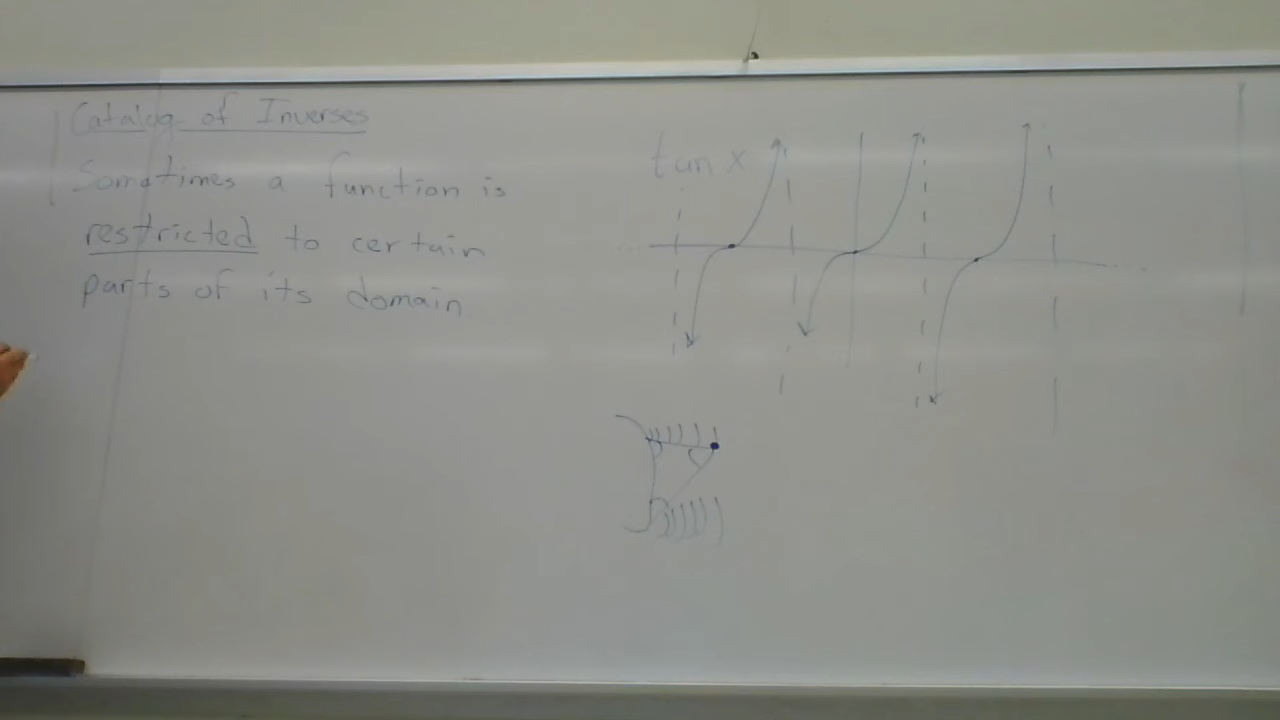 Catalog of Inverses
Sometimes a function is
restricted to certain
parts of its domain
tan x